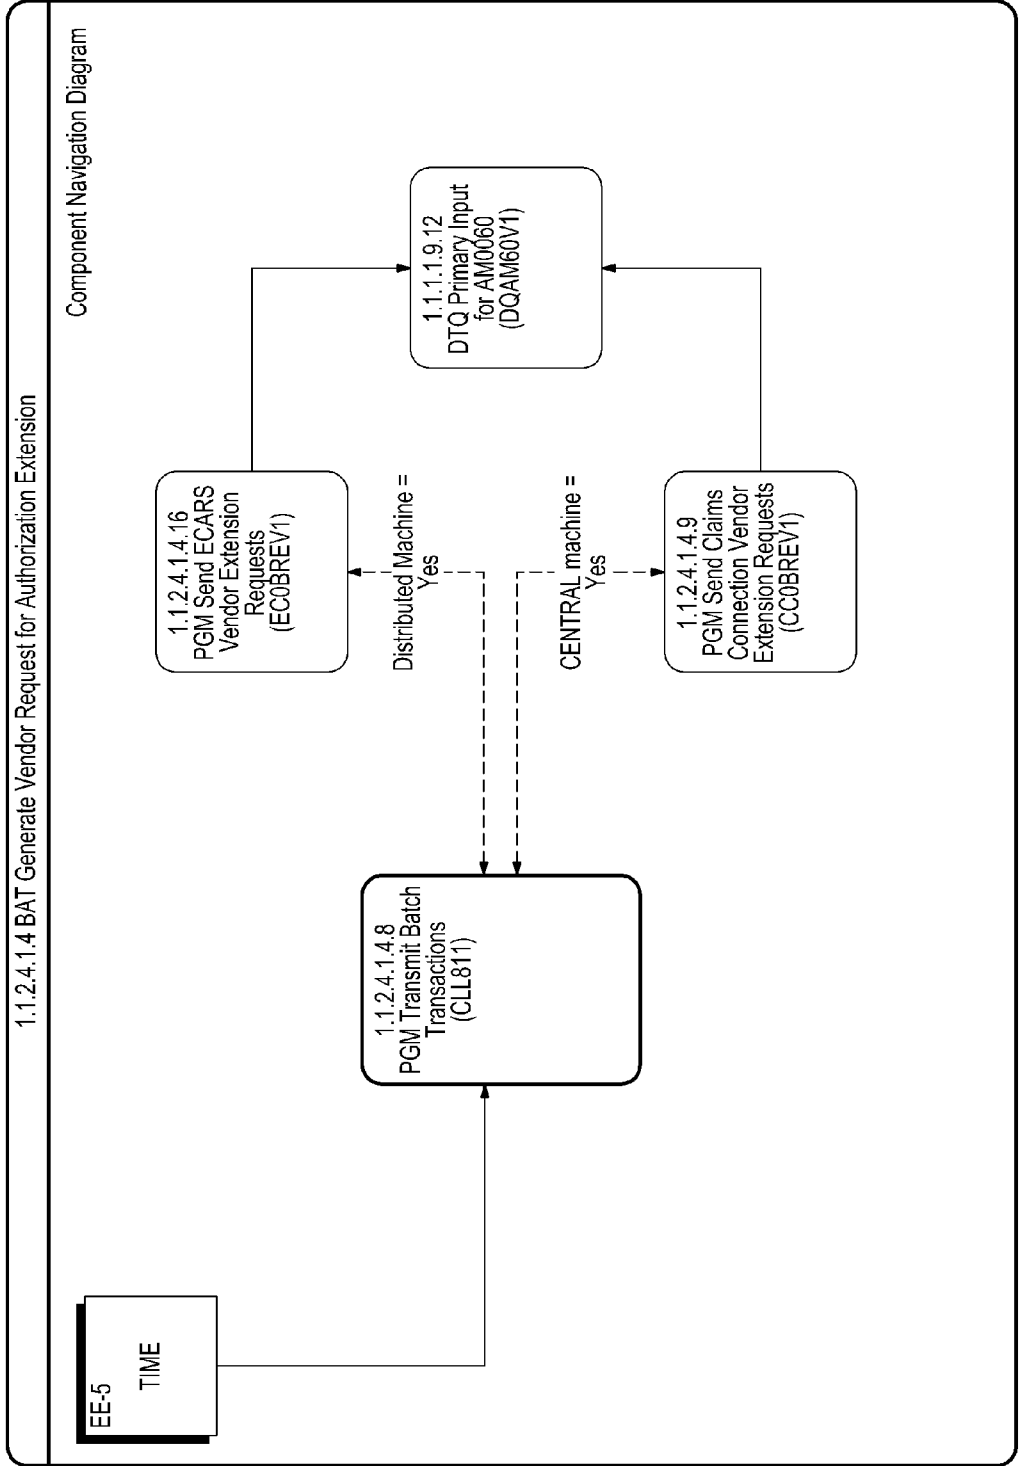 1.1.2.4.1.4 BAT Generate Vendor Request for Authorization Extension
Component Navigation Diagram
EE-5
TIME
1.1.2.4.1.4.8
PGM Transmit Batch
Transactions
(CLL811)
1.1.2.4.1.4.16
PGM Send ECARS
Vendor Extension
Requests
(EC0BREV1)
Distributed Machine =
Yes
CENTRAL machine =
Yes
1.1.2.4.1.4.9
PGM Send Claims
Connection Vendor
Extension Requests
(CC0BREV1)
1.1.1.1.9.12
DTQ Primary Input
for AM0060
(DQAM60V1)